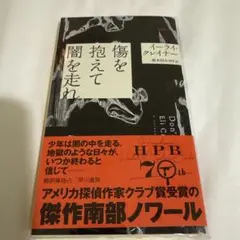 イーライ・クレイナー
傷を
抱えて
闇を走れ
Don'
Eli C
少年は闇の中を走る。
地獄のような日々が、
いつか終わると
信じて――
HPB
70th
アメリカ探偵作家クラブ賞受賞の
傑作南部ノワール